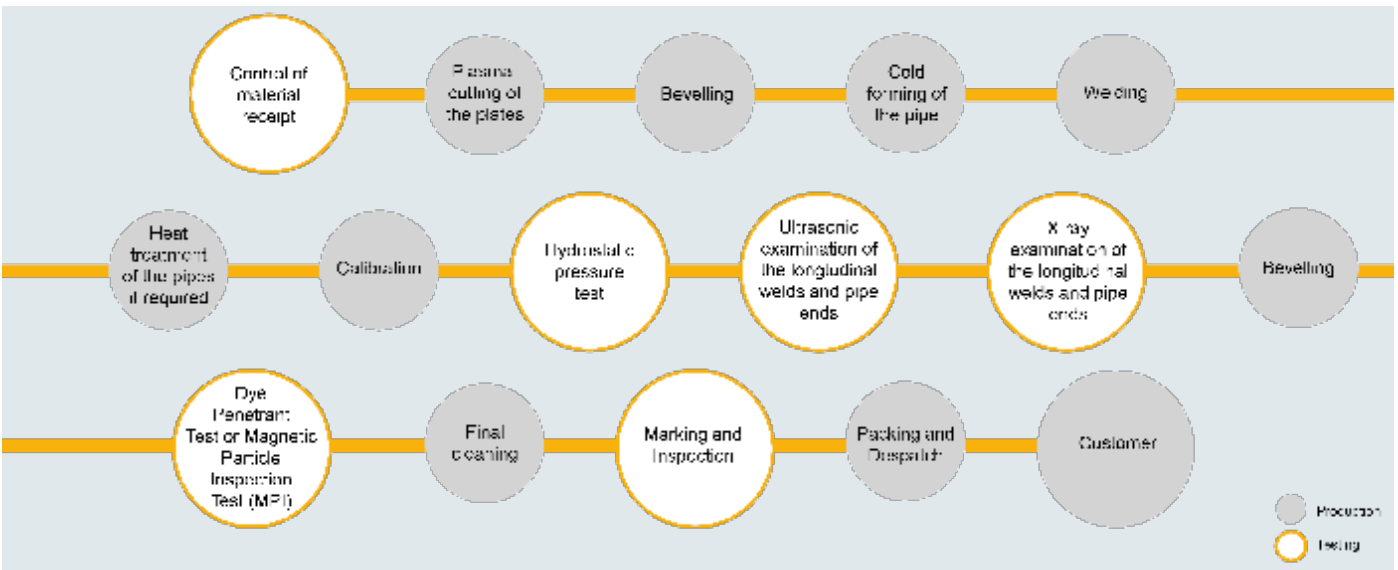 Control of
material
receipt
Plasma
cutting of
the plates
Bevelling
Cold
forming of
the pipe
Welding
Heat
treatment
of the pipes
if required
Calibration
Hydrostatic
pressure
test
Ultrasonic
examination of
the longitudinal
welds and pipe
ends
X-ray
examination of
the longitudinal
welds and pipe
ends
Bevelling
Dye
Penetrant
Test or Magnetic
Particle
Inspection
Test (MPI)
Final
cleaning
Marking and
Inspection
Packing and
Despatch
Customer
Production
Testing